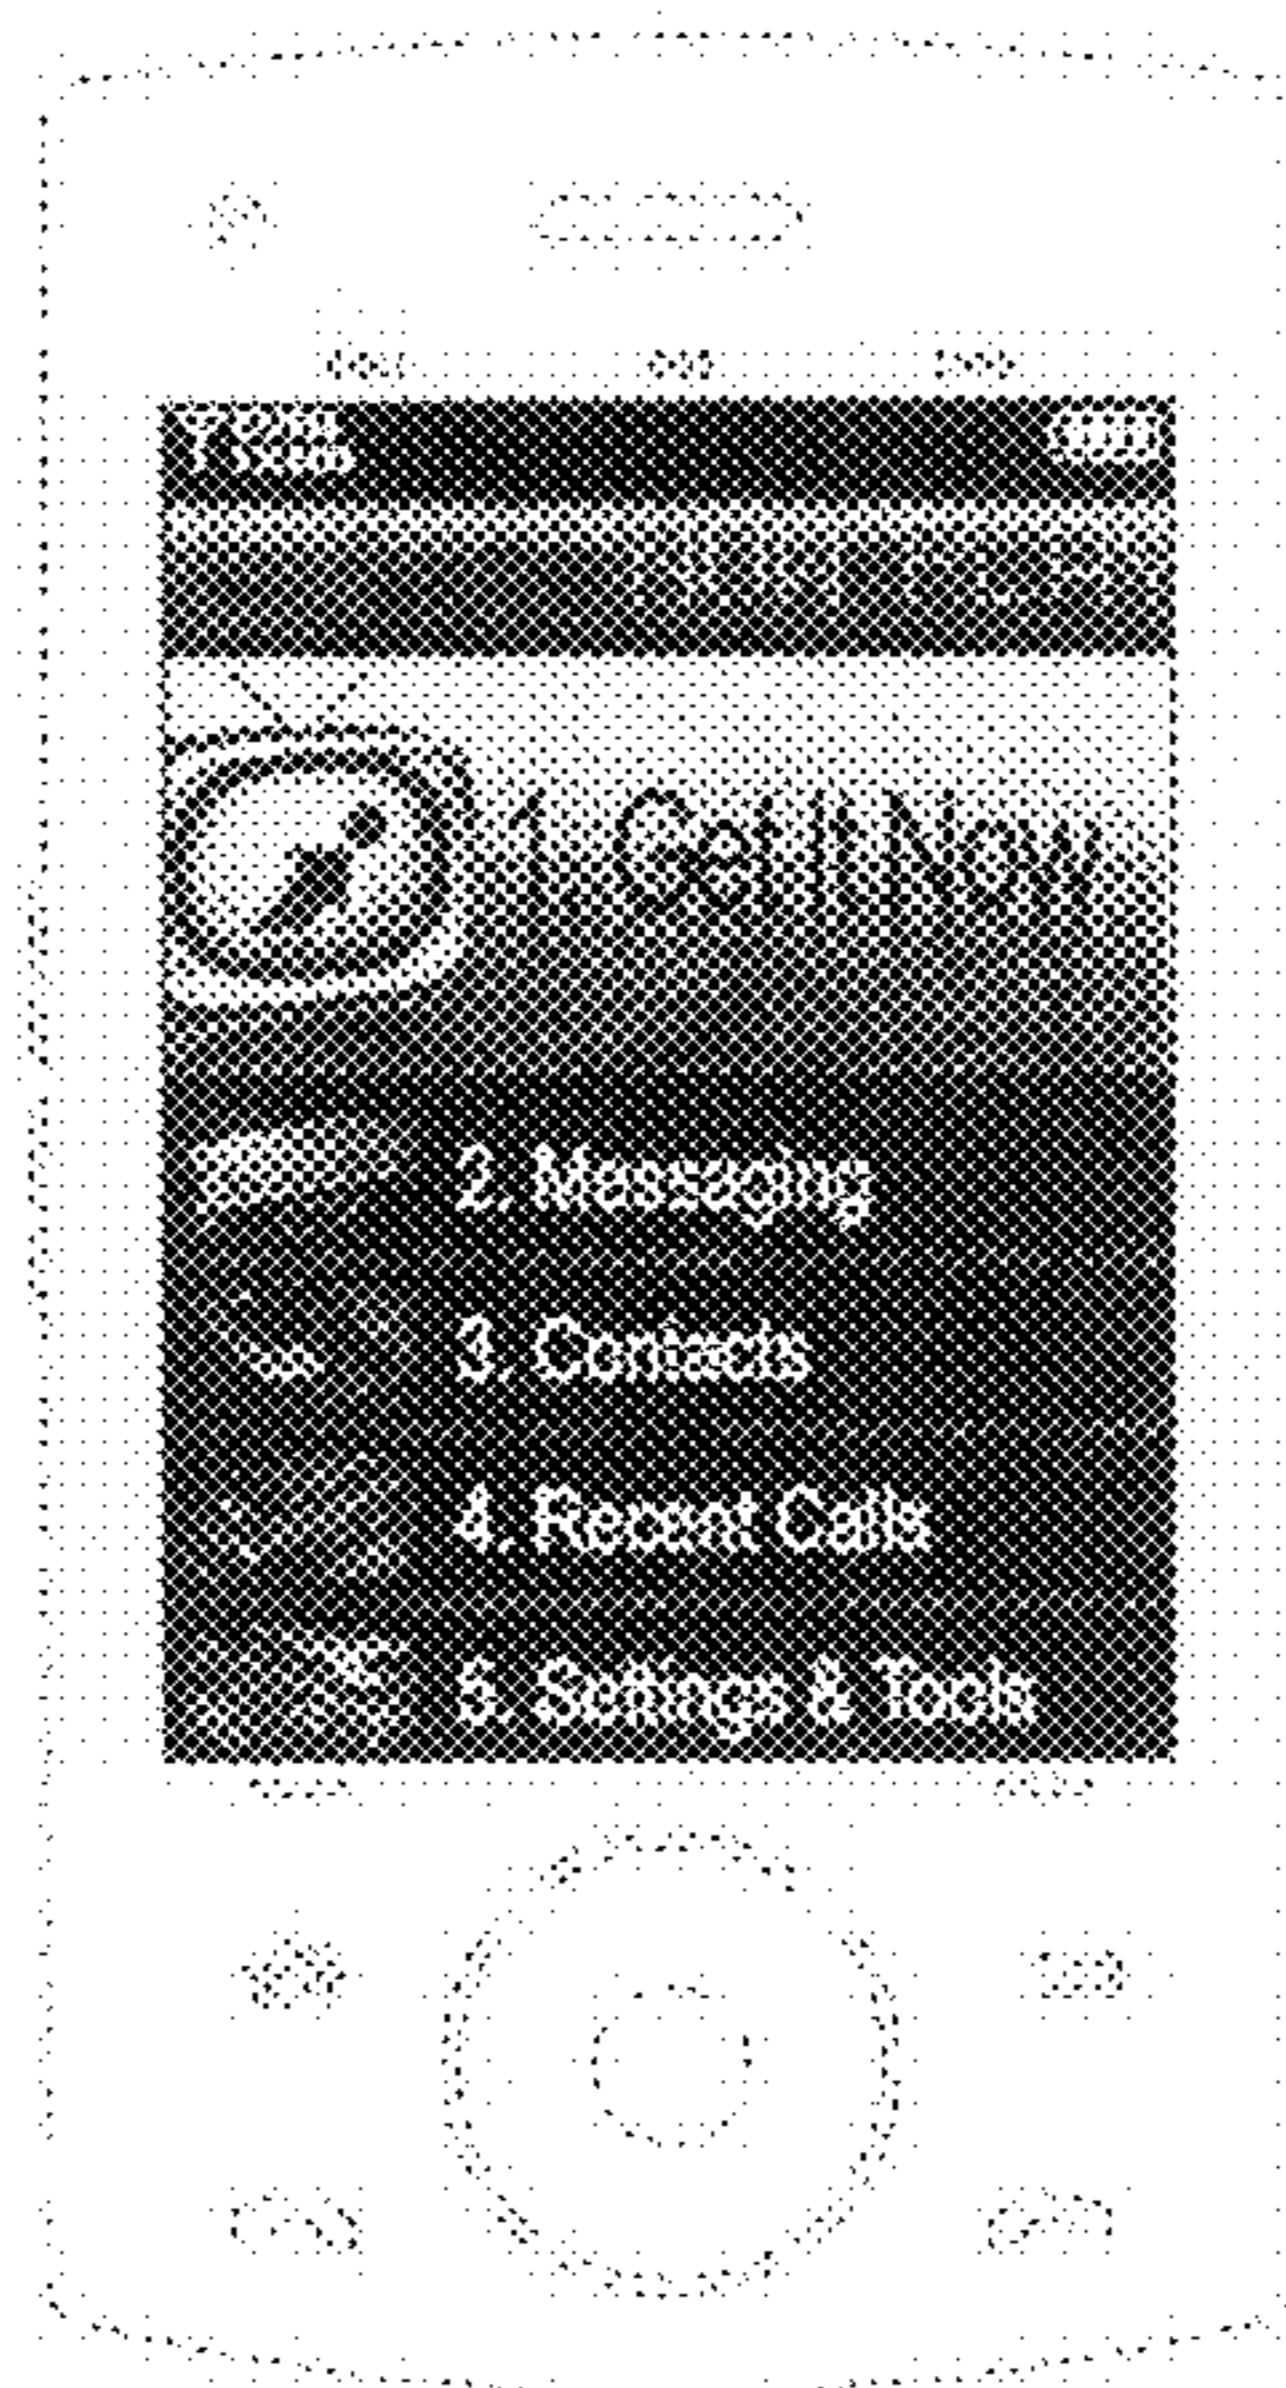 1. Get It Now
2. Messaging
3. Contacts
4. Recent Calls
5. Settings & Tools